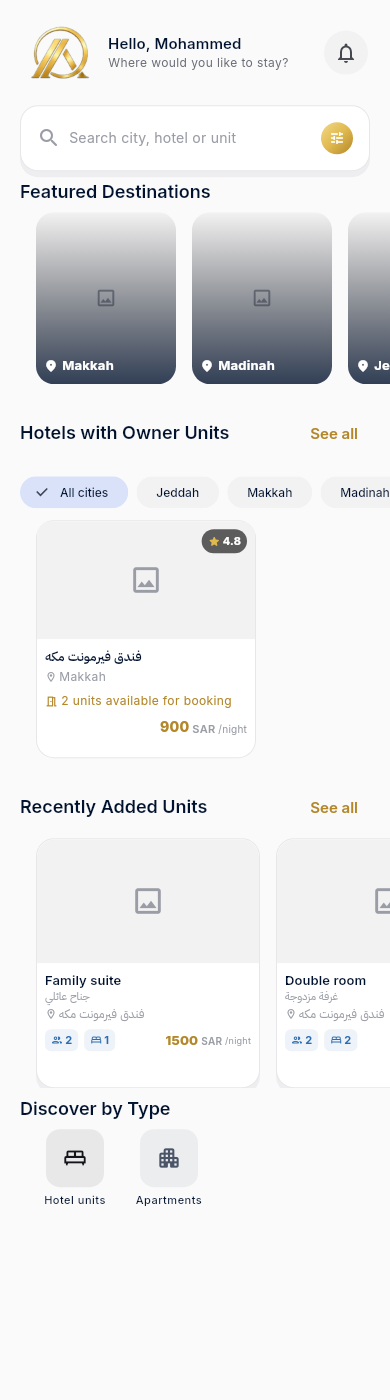 Hello, Mohammed
Where would you like to stay?
Search city, hotel or unit
Featured Destinations
Makkah
Madinah
Je
Hotels with Owner Units
See all
All cities
Jeddah
Makkah
Madinah
4.8
فندق فيرمونت مكه
Makkah
2 units available for booking
900 SAR /night
Recently Added Units
See all
Family suite
جناح عائلي
فندق فيرمونت مكه
2
1
1500 SAR /night
Double room
غرفة مزدوجة
فندق فيرمونت مكه
2
2
Discover by Type
Hotel units
Apartments